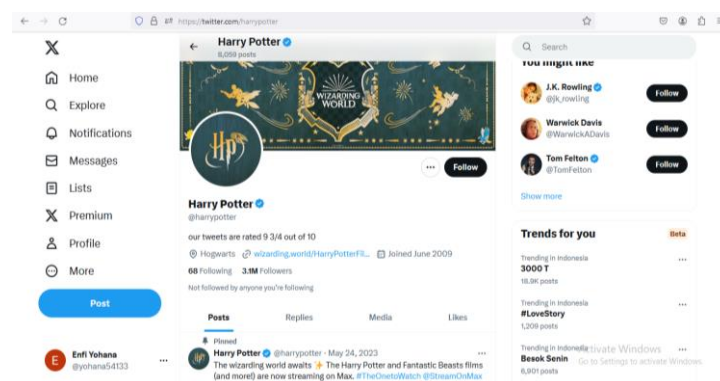 https://twitter.com/harrypotter
X
Home
Explore
Notifications
Messages
Lists
Premium
Profile
More
Post
E
Enfi Yohana
@yohana54133
Harry Potter
8,059 posts
WIZARDING
WORLD
HP
Follow
Harry Potter
@harrypotter
our tweets are rated 9 3/4 out of 10
Hogwarts wizarding.world/HarryPotterFil... Joined June 2009
68 Following 3.1M Followers
Not followed by anyone you're following
Posts Replies Media Likes
Pinned
Harry Potter @harrypotter · May 24, 2023
The wizarding world awaits ✨ The Harry Potter and Fantastic Beasts films
(and more!) are now streaming on Max. #TheOnetoWatch @StreamOnMax
Search
You might like
J.K. Rowling
@jk_rowling
Follow
Warwick Davis
@WarwickADavis
Follow
Tom Felton
@TomFelton
Follow
Show more
Trends for you Beta
Trending in Indonesia
3000 T
18.9K posts
Trending in Indonesia
#LoveStory
1,209 posts
Trending in Indonesia
Besok Senin
6,901 posts
Activate Windows
Go to Settings to activate Windows.